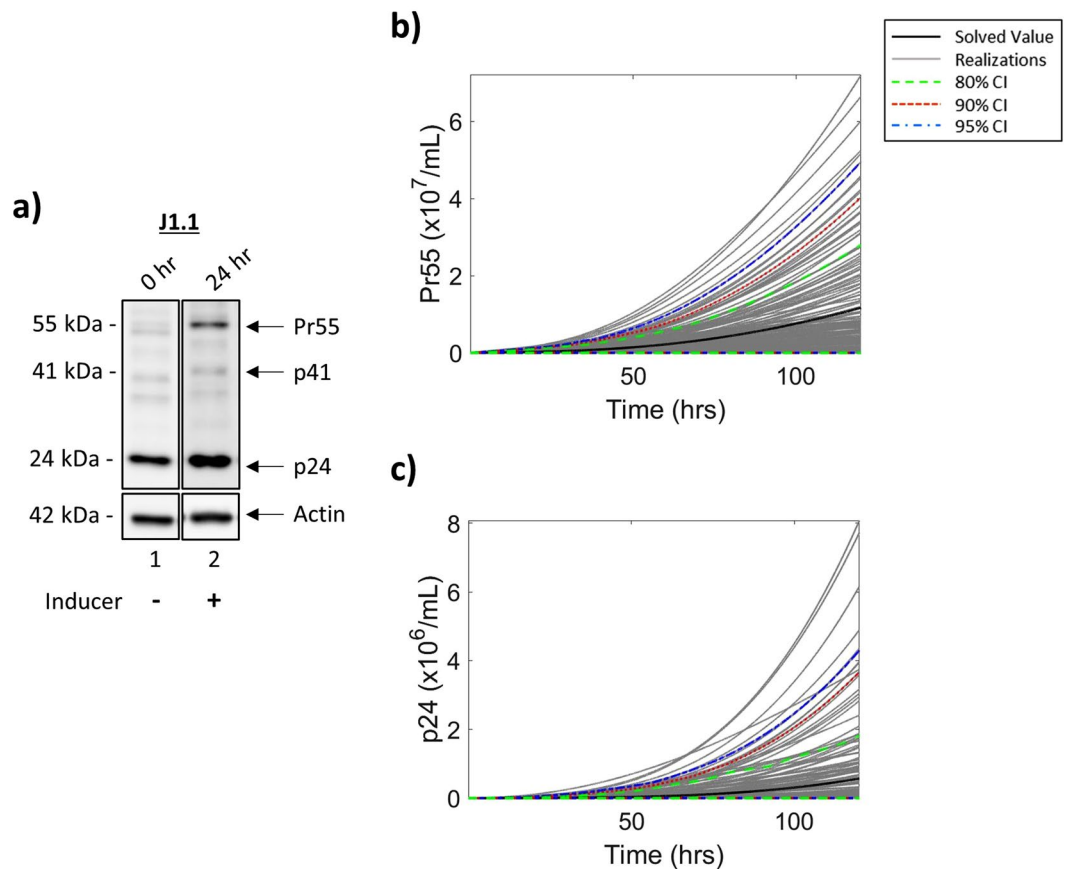 a)
J1.1
0 hr 24 hr
55 kDa - Pr55
41 kDa - p41
24 kDa - p24
42 kDa - Actin
1 2
Inducer - +
b)
Solved Value
Realizations
80% CI
90% CI
95% CI
Pr55 (x10⁷/mL)
6
4
2
0
50 100
Time (hrs)
c)
p24 (x10⁶/mL)
8
6
4
2
0
50 100
Time (hrs)